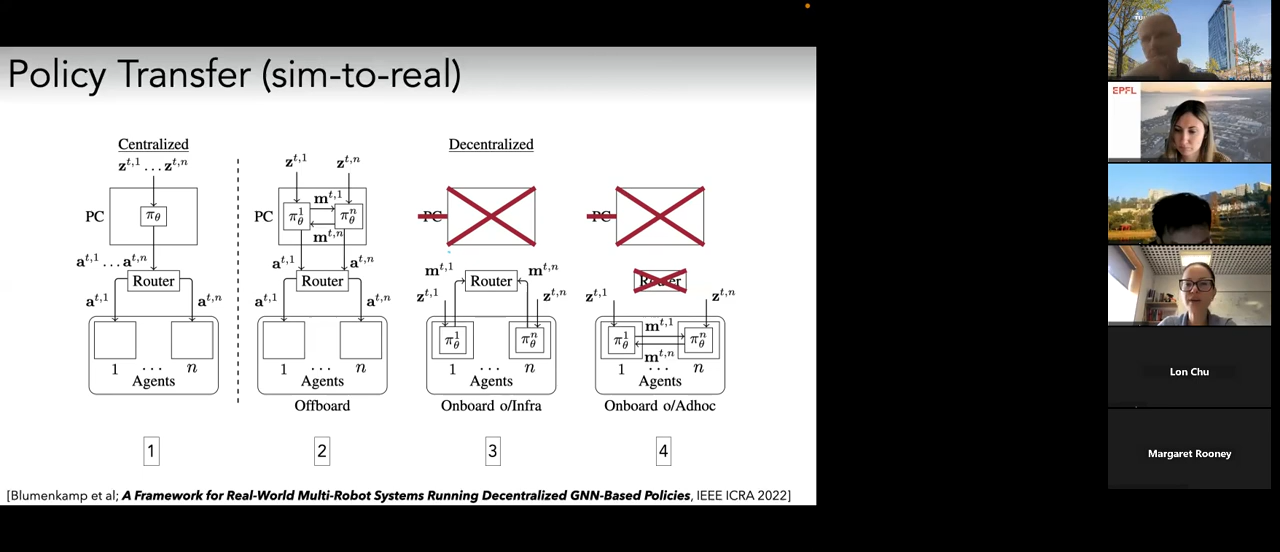 Policy Transfer (sim-to-real)
Centralized
Decentralized
z^{t,1} ... z^{t,n}
PC
π_θ
a^{t,1} ... a^{t,n}
Router
a^{t,1}
a^{t,n}
1 ... n
Agents
z^{t,1}
z^{t,n}
PC
π_θ^1
m^{t,1}
π_θ^n
m^{t,n}
a^{t,1}
a^{t,n}
Router
a^{t,1}
a^{t,n}
1 ... n
Agents
Offboard
PC
m^{t,1}
Router
m^{t,n}
z^{t,1}
z^{t,n}
π_θ^1
π_θ^n
1 ... n
Agents
Onboard o/Infra
PC
Router
z^{t,1}
z^{t,n}
π_θ^1
m^{t,1}
π_θ^n
m^{t,n}
1 ... n
Agents
Onboard o/Adhoc
1
2
3
4
[Blumenkamp et al; A Framework for Real-World Multi-Robot Systems Running Decentralized GNN-Based Policies, IEEE ICRA 2022]
EPFL
Lon Chu
Margaret Rooney